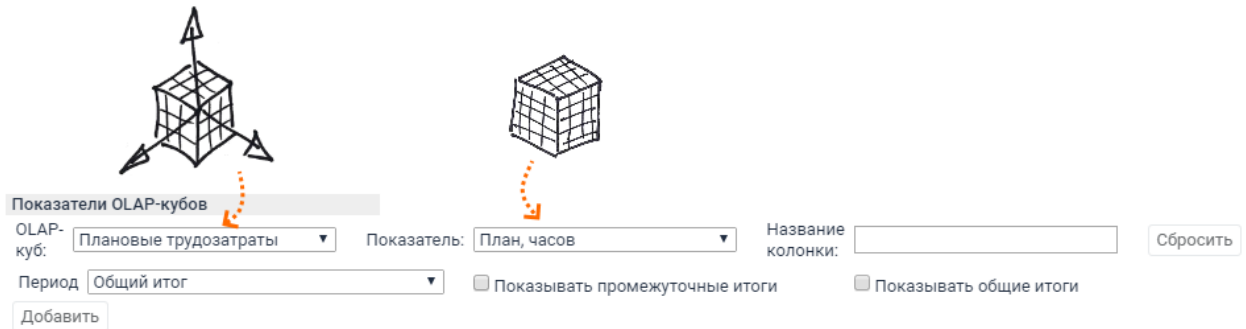 Показатели OLAP-кубов
OLAP-куб: Плановые трудозатраты Показатель: План, часов Название колонки: Сбросить
Период Общий итог Показывать промежуточные итоги Показывать общие итоги
Добавить